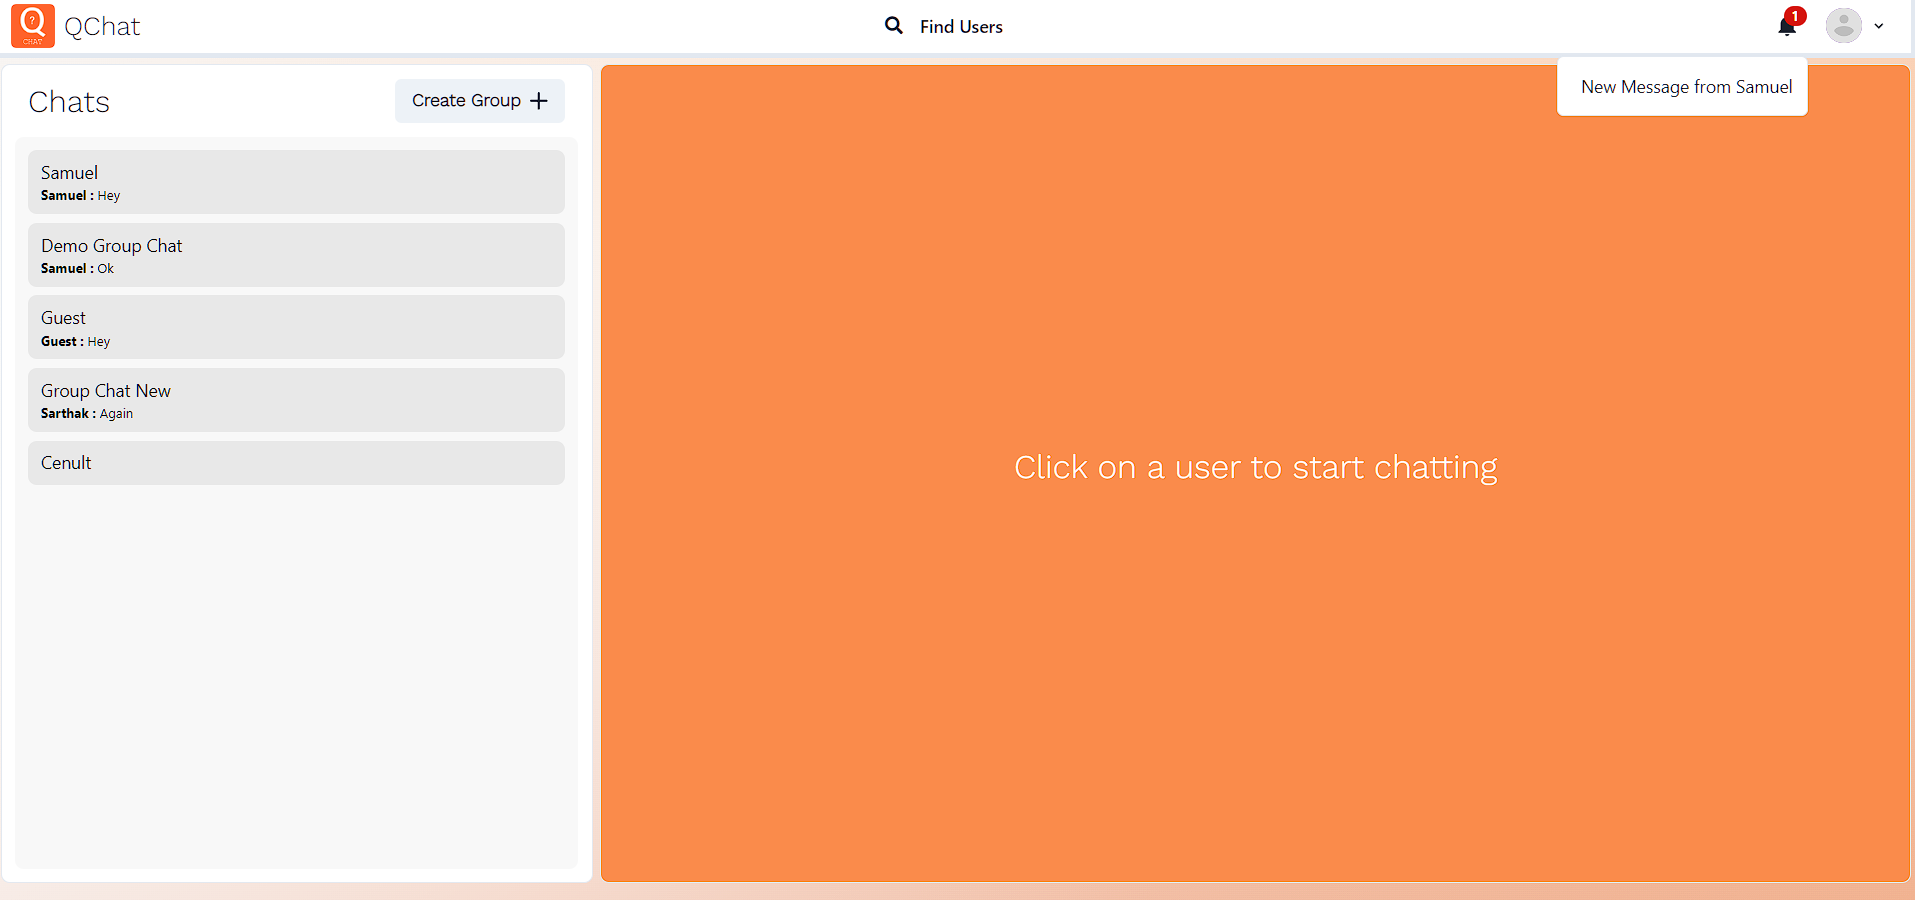 Q
?
CHAT
QChat
Find Users
1
New Message from Samuel
Chats
Create Group
Samuel
Samuel : Hey
Demo Group Chat
Samuel : Ok
Guest
Guest : Hey
Group Chat New
Sarthak : Again
Cenult
Click on a user to start chatting